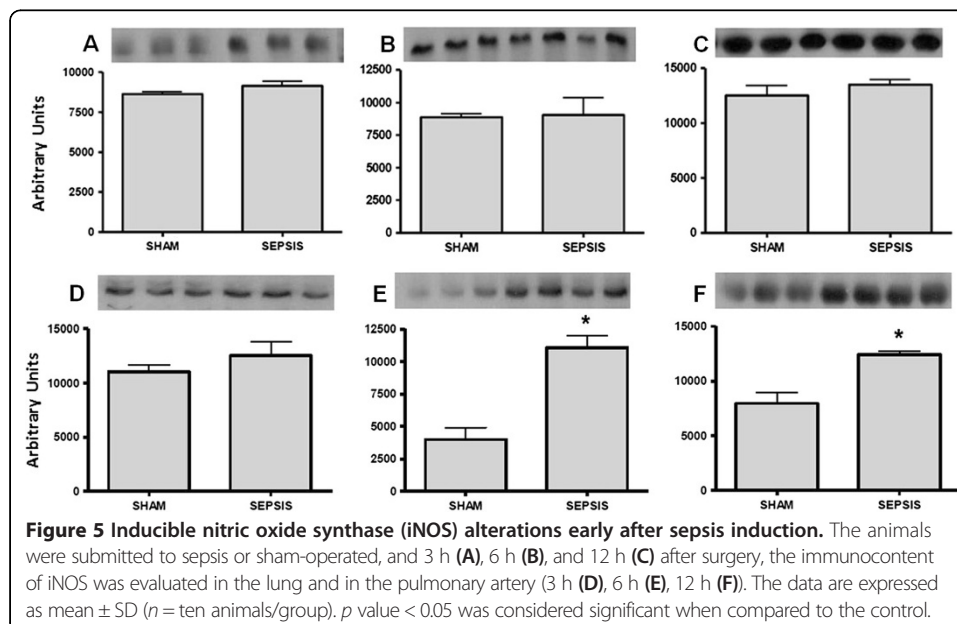 A
B
C
10000
7500
5000
2500
0
Arbitrary Units
SHAM
SEPSIS
12500
10000
7500
5000
2500
0
SHAM
SEPSIS
15000
10000
5000
0
SHAM
SEPSIS
D
E
F
15000
10000
5000
0
Arbitrary Units
SHAM
SEPSIS
12500
10000
7500
5000
2500
0
*
SHAM
SEPSIS
15000
10000
5000
0
*
SHAM
SEPSIS
Figure 5 Inducible nitric oxide synthase (iNOS) alterations early after sepsis induction. The animals
were submitted to sepsis or sham-operated, and 3 h (A), 6 h (B), and 12 h (C) after surgery, the immunocontent
of iNOS was evaluated in the lung and in the pulmonary artery (3 h (D), 6 h (E), 12 h (F)). The data are expressed
as mean ± SD (n = ten animals/group). p value < 0.05 was considered significant when compared to the control.